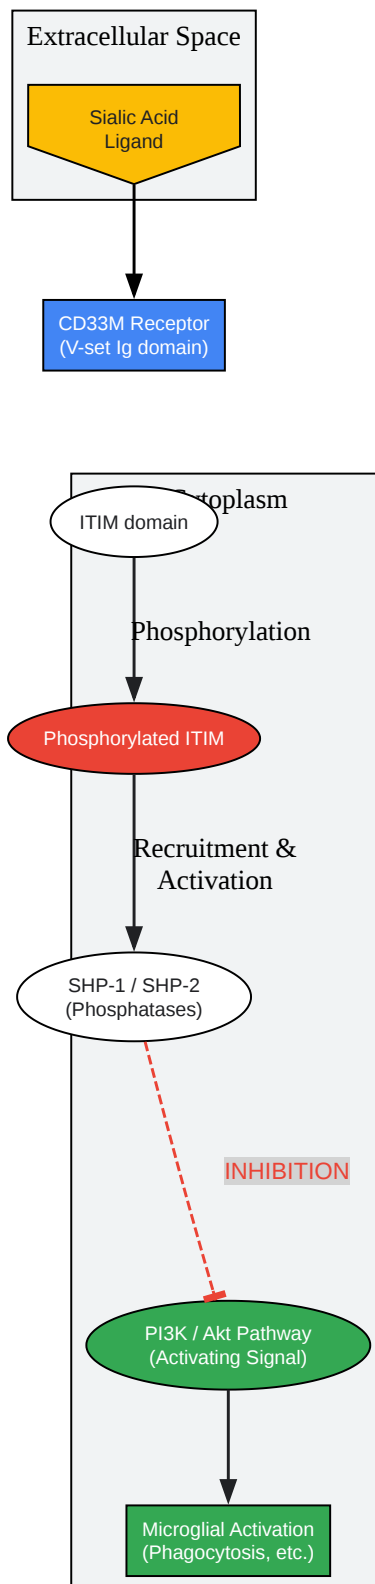 Extracellular Space
Sialic Acid
Ligand
CD33M Receptor
(V-set Ig domain)
Cytoplasm
ITIM domain
Phosphorylation
Phosphorylated ITIM
Recruitment &
Activation
SHP-1 / SHP-2
(Phosphatases)
INHIBITION
PI3K / Akt Pathway
(Activating Signal)
Microglial Activation
(Phagocytosis, etc.)